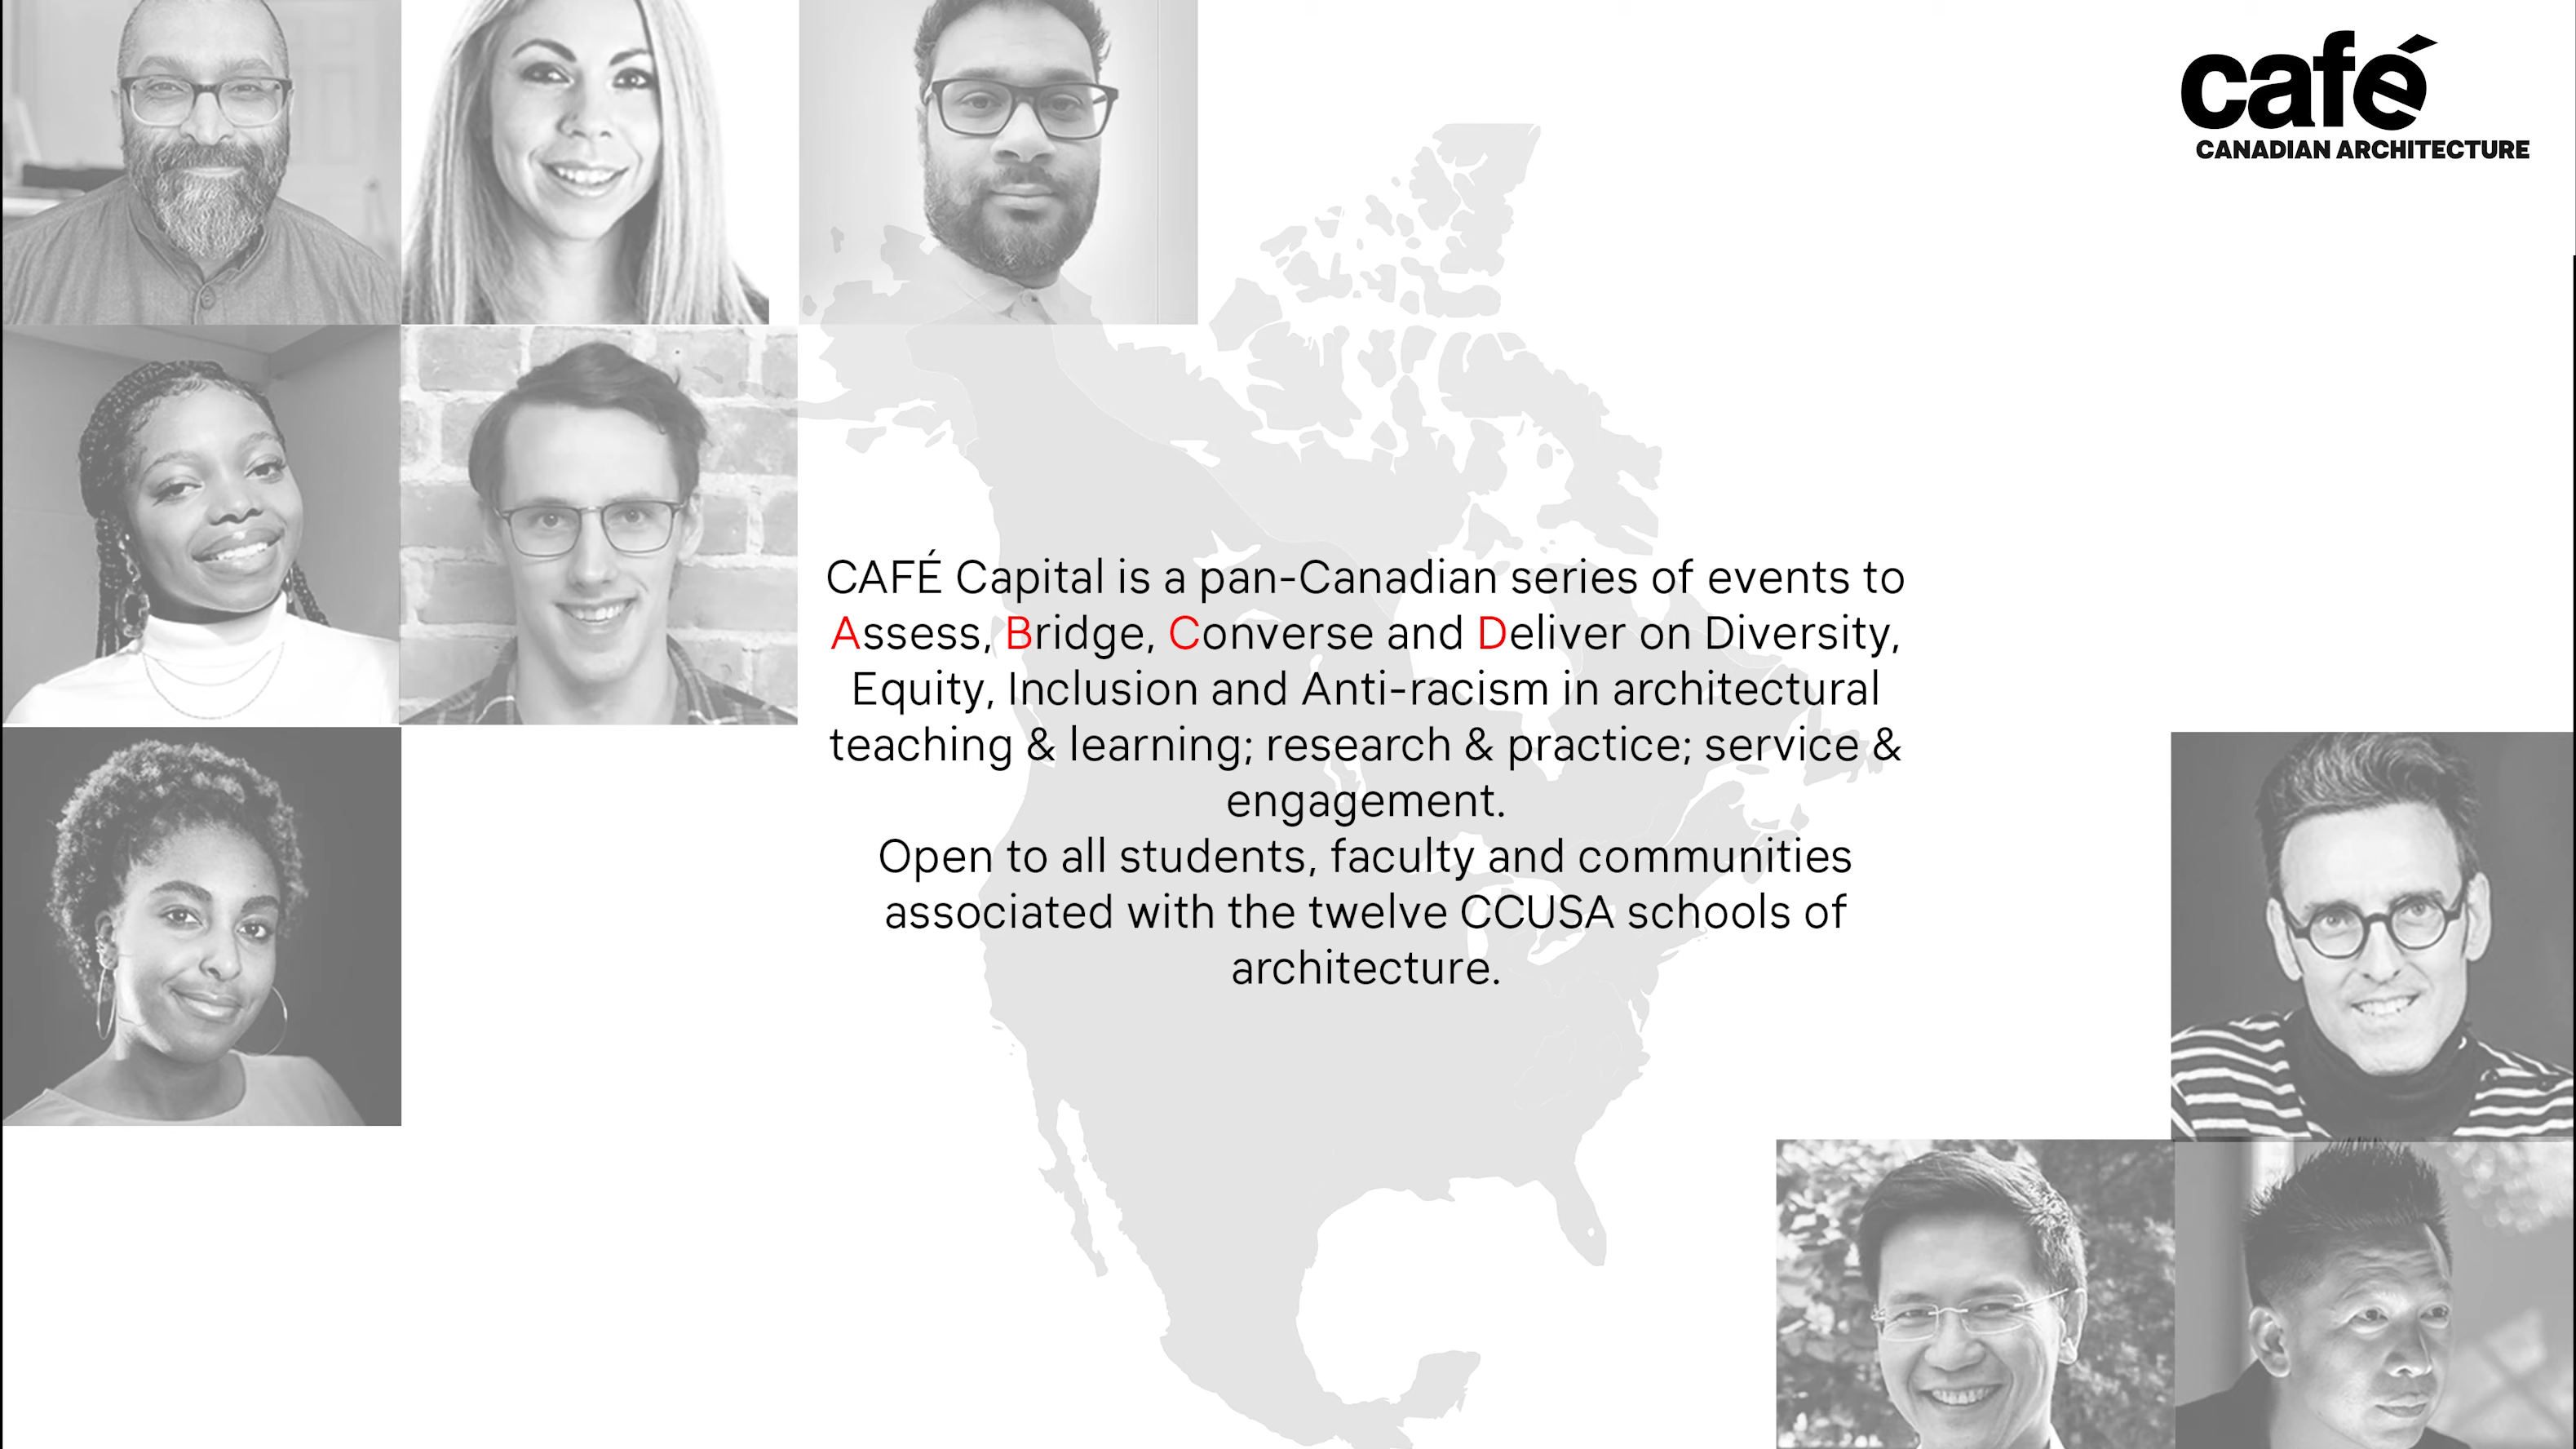 café
CANADIAN ARCHITECTURE
CAFÉ Capital is a pan-Canadian series of events to
Assess, Bridge, Converse and Deliver on Diversity,
Equity, Inclusion and Anti-racism in architectural
teaching & learning; research & practice; service &
engagement.
Open to all students, faculty and communities
associated with the twelve CCUSA schools of
architecture.